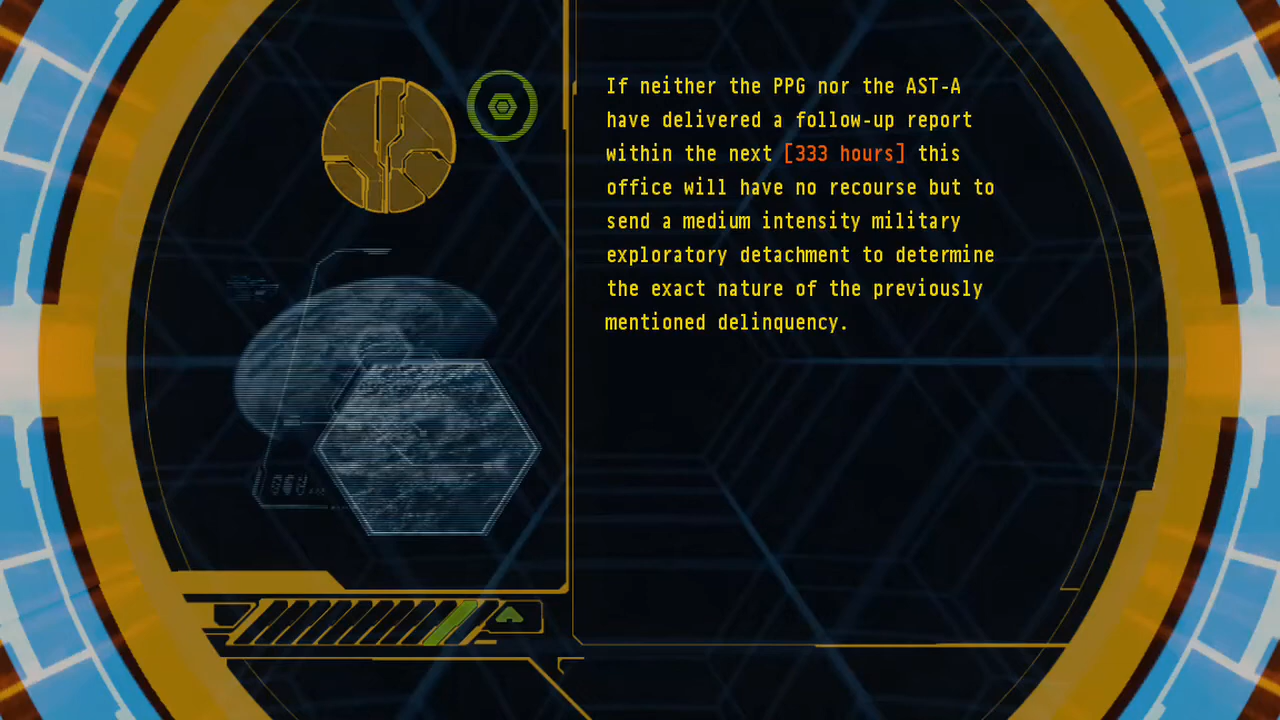 If neither the PPG nor the AST-A
have delivered a follow-up report
within the next [333 hours] this
office will have no recourse but to
send a medium intensity military
exploratory detachment to determine
the exact nature of the previously
mentioned delinquency.